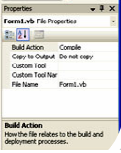 Properties
Form1.vb File Properties
Build Action Compile
Copy to Output Do not copy
Custom Tool
Custom Tool Nar
File Name Form1.vb
Build Action
How the file relates to the build and
deployment processes.